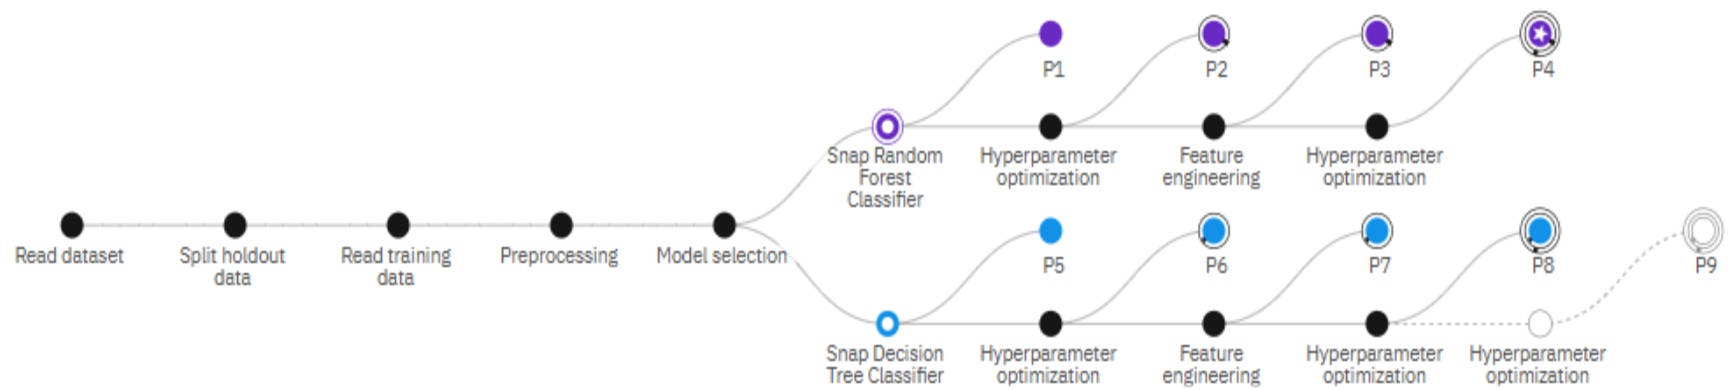 P1
P2
P3
P4
Snap Random
Forest
Classifier
Hyperparameter
optimization
Feature
engineering
Hyperparameter
optimization
Read dataset
Split holdout
data
Read training
data
Preprocessing
Model selection
P5
P6
P7
P8
P9
Snap Decision
Tree Classifier
Hyperparameter
optimization
Feature
engineering
Hyperparameter
optimization
Hyperparameter
optimization